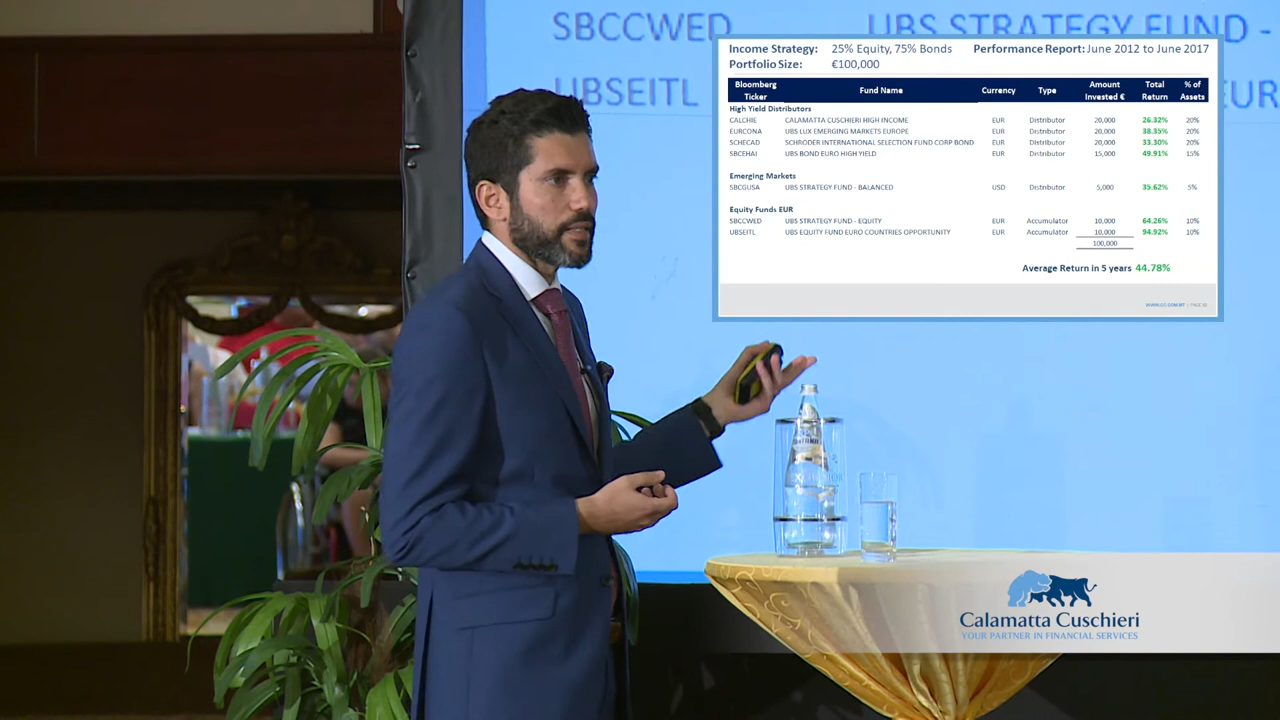 SBCCWED UBS STRATEGY FUND -
UBSEITL EUR
Income Strategy: 25% Equity, 75% Bonds Performance Report: June 2012 to June 2017
Portfolio Size: €100,000
Bloomberg Ticker Fund Name Currency Type Amount Invested € Total Return % of Assets
High Yield Distributors
CALCHIE CALAMATTA CUSCHIERI HIGH INCOME EUR Distributor 20,000 26.32% 20%
EURCONA UBS LUX EMERGING MARKETS EUROPE EUR Distributor 20,000 38.35% 20%
SCHECAD SCHRODER INTERNATIONAL SELECTION FUND CORP BOND EUR Distributor 20,000 33.30% 20%
SBCEHAI UBS BOND EURO HIGH YIELD EUR Distributor 15,000 49.91% 15%
Emerging Markets
SBCGUSA UBS STRATEGY FUND - BALANCED USD Distributor 5,000 35.62% 5%
Equity Funds EUR
SBCCWED UBS STRATEGY FUND - EQUITY EUR Accumulator 10,000 64.26% 10%
UBSEITL UBS EQUITY FUND EURO COUNTRIES OPPORTUNITY EUR Accumulator 10,000 94.92% 10%
100,000
Average Return in 5 years 44.78%
Calamatta Cuschieri
YOUR PARTNER IN FINANCIAL SERVICES